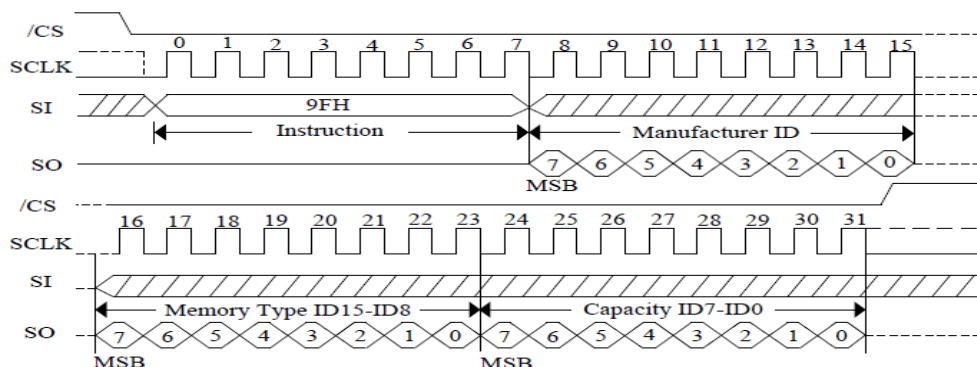 /CS
0 1 2 3 4 5 6 7 8 9 10 11 12 13 14 15
SCLK
SI 9FH
Instruction Manufacturer ID
SO 7 6 5 4 3 2 1 0
MSB
/CS
16 17 18 19 20 21 22 23 24 25 26 27 28 29 30 31
SCLK
SI
Memory Type ID15-ID8 Capacity ID7-ID0
SO 7 6 5 4 3 2 1 0 7 6 5 4 3 2 1 0
MSB MSB